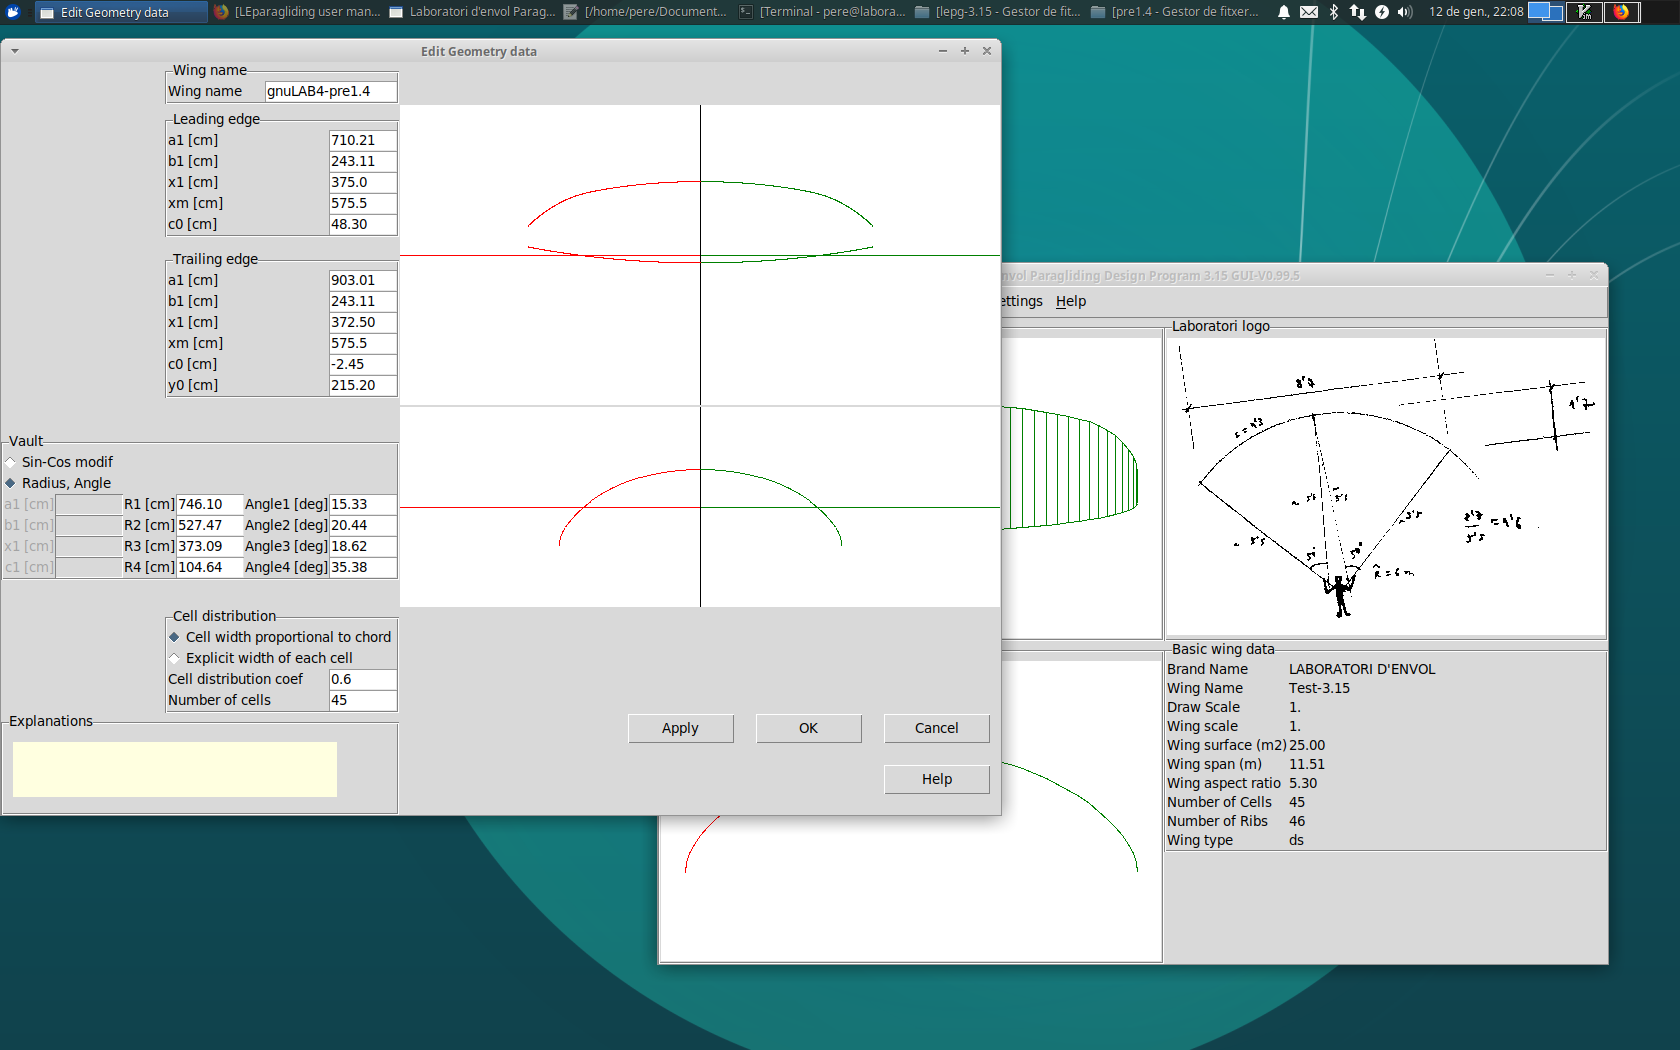 Edit Geometry data
[LEparagliding user man...
Laboratori d'envol Parag...
[/home/pere/Document...
[Terminal - pere@labora...
[lepg-3.15 - Gestor de fit...
[pre1.4 - Gestor de fitxer...
12 de gen., 22:08
Edit Geometry data
Wing name
Wing name gnuLAB4-pre1.4
Leading edge
a1 [cm] 710.21
b1 [cm] 243.11
x1 [cm] 375.0
xm [cm] 575.5
c0 [cm] 48.30
Trailing edge
a1 [cm] 903.01
b1 [cm] 243.11
x1 [cm] 372.50
xm [cm] 575.5
c0 [cm] -2.45
y0 [cm] 215.20
Vault
Sin-Cos modif
Radius, Angle
a1 [cm] R1 [cm] 746.10 Angle1 [deg] 15.33
b1 [cm] R2 [cm] 527.47 Angle2 [deg] 20.44
x1 [cm] R3 [cm] 373.09 Angle3 [deg] 18.62
c1 [cm] R4 [cm] 104.64 Angle4 [deg] 35.38
Cell distribution
Cell width proportional to chord
Explicit width of each cell
Cell distribution coef 0.6
Number of cells 45
Explanations
Apply
OK
Cancel
Help
nvol Paragliding Design Program 3.15 GUI-V0.99.5
ettings Help
Laboratori logo
Basic wing data
Brand Name LABORATORI D'ENVOL
Wing Name Test-3.15
Draw Scale 1.
Wing scale 1.
Wing surface (m2) 25.00
Wing span (m) 11.51
Wing aspect ratio 5.30
Number of Cells 45
Number of Ribs 46
Wing type ds